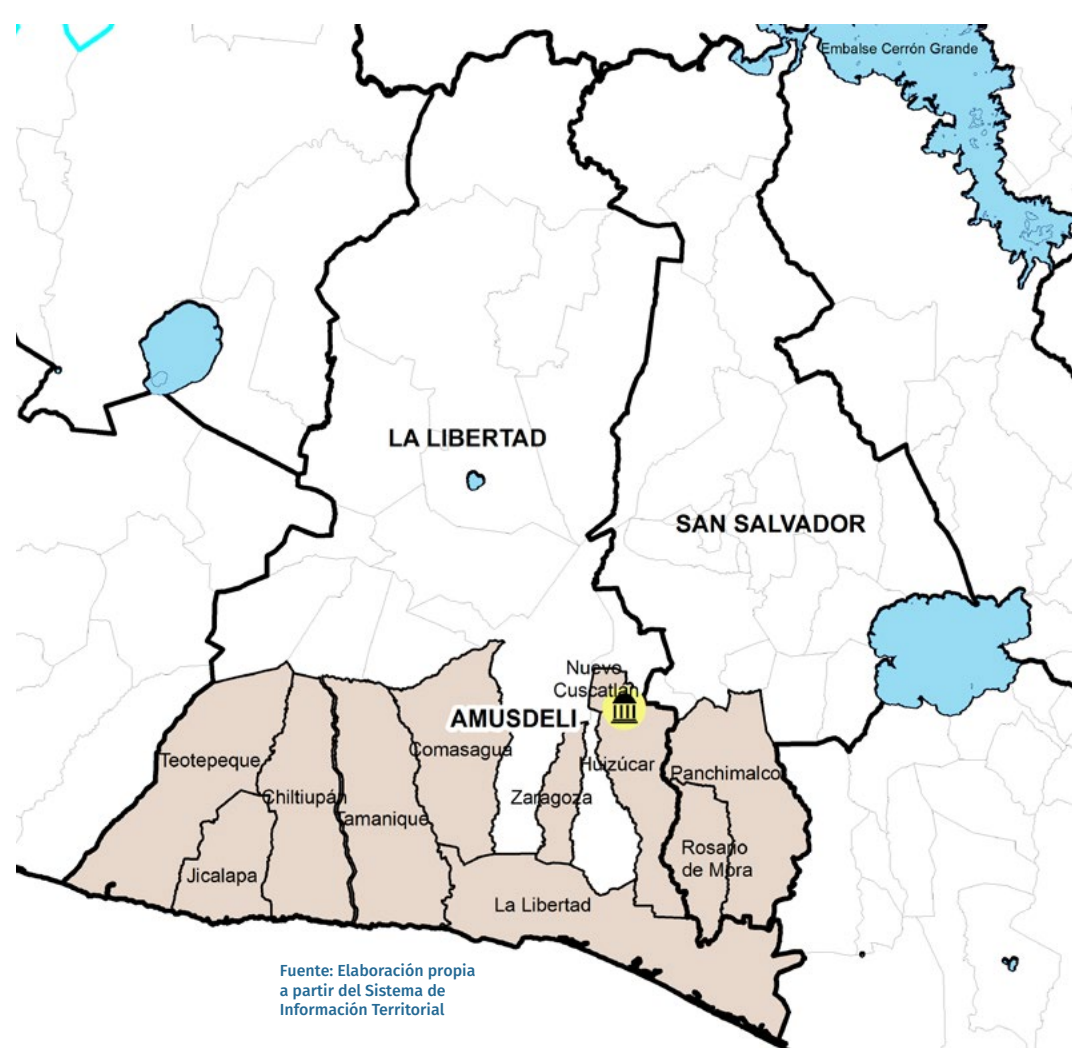 Embalse Cerrón Grande
LA LIBERTAD
SAN SALVADOR
Nuevo
Cuscatlán
AMUSDELI
Comasagua
Teotepeque
Huizúcar
Panchimalco
Chiltiupán
Zaragoza
Tamanique
Rosario
de Mora
Jicalapa
La Libertad
Fuente: Elaboración propia
a partir del Sistema de
Información Territorial